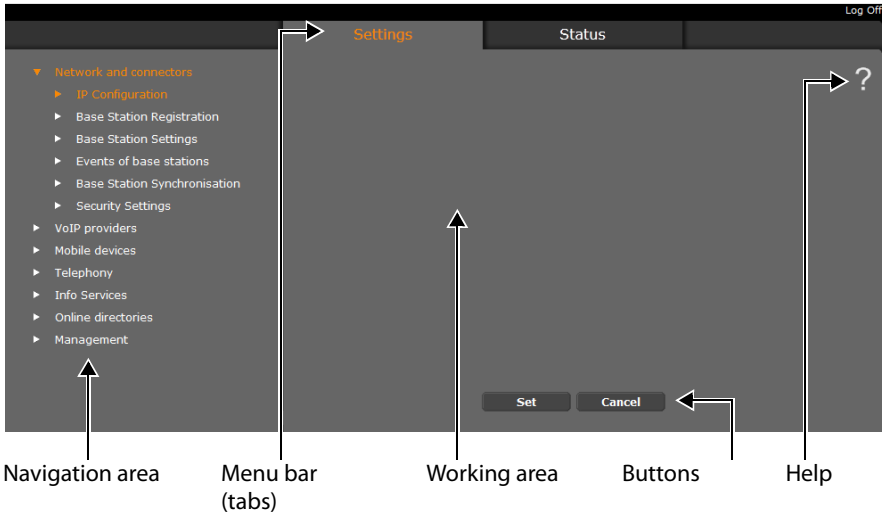 Log Off
Settings
Status
Network and connectors
IP Configuration
Base Station Registration
Base Station Settings
Events of base stations
Base Station Synchronisation
Security Settings
VoIP providers
Mobile devices
Telephony
Info Services
Online directories
Management
?
Set
Cancel
Navigation area
Menu bar
(tabs)
Working area
Buttons
Help